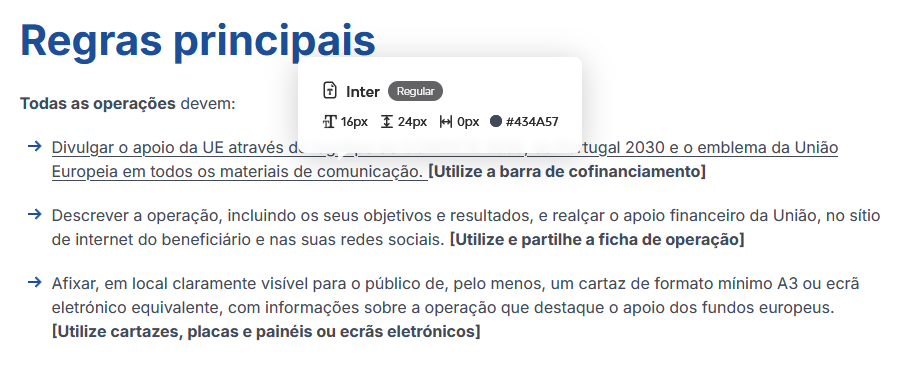 Regras principais
Inter Regular
16px 24px 0px #434A57
Todas as operações devem:
Divulgar o apoio da UE através do Portugal 2030 e o emblema da União
Europeia em todos os materiais de comunicação. [Utilize a barra de cofinanciamento]
Descrever a operação, incluindo os seus objetivos e resultados, e realçar o apoio financeiro da União, no sítio
de internet do beneficiário e nas suas redes sociais. [Utilize e partilhe a ficha de operação]
Afixar, em local claramente visível para o público de, pelo menos, um cartaz de formato mínimo A3 ou ecrã
eletrónico equivalente, com informações sobre a operação que destaque o apoio dos fundos europeus.
[Utilize cartazes, placas e painéis ou ecrãs eletrónicos]